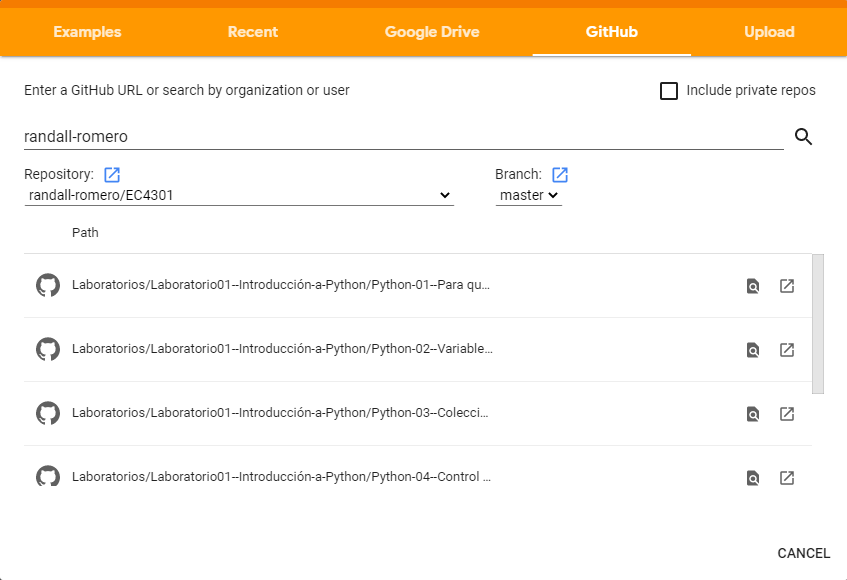 Examples Recent Google Drive GitHub Upload
Enter a GitHub URL or search by organization or user Include private repos
randall-romero
Repository: Branch:
randall-romero/EC4301 master
Path
Laboratorios/Laboratorio01--Introducción-a-Python/Python-01--Para qu...
Laboratorios/Laboratorio01--Introducción-a-Python/Python-02--Variable...
Laboratorios/Laboratorio01--Introducción-a-Python/Python-03--Colecci...
Laboratorios/Laboratorio01--Introducción-a-Python/Python-04--Control ...
CANCEL